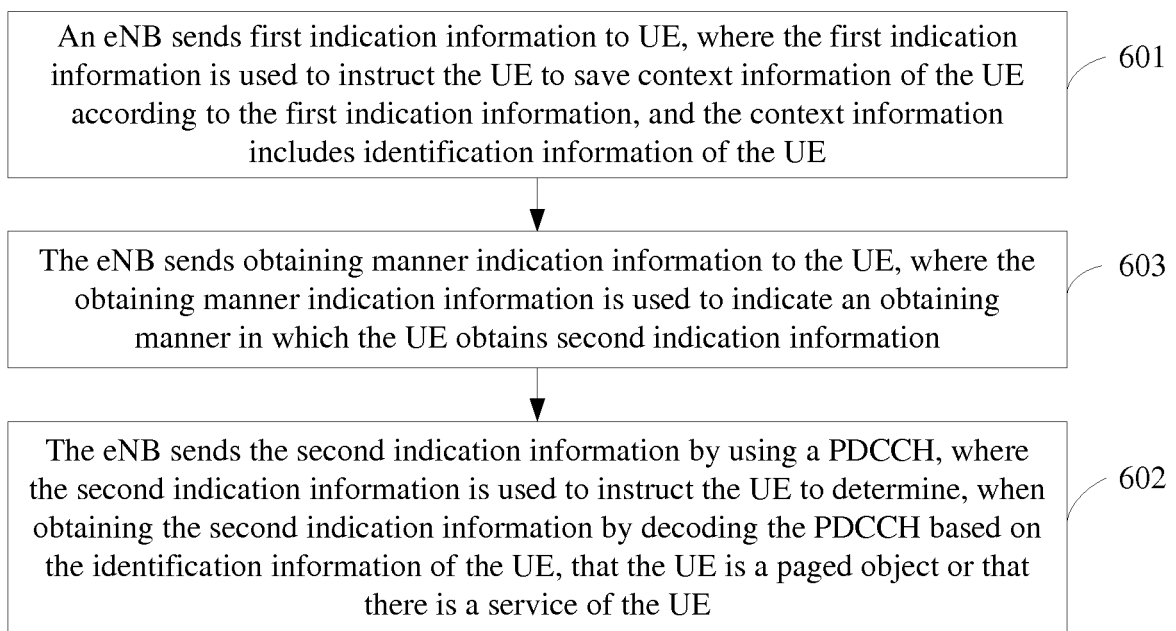 An eNB sends first indication information to UE, where the first indication
information is used to instruct the UE to save context information of the UE
according to the first indication information, and the context information
includes identification information of the UE
601
The eNB sends obtaining manner indication information to the UE, where the
obtaining manner indication information is used to indicate an obtaining
manner in which the UE obtains second indication information
603
The eNB sends the second indication information by using a PDCCH, where
the second indication information is used to instruct the UE to determine, when
obtaining the second indication information by decoding the PDCCH based on
the identification information of the UE, that the UE is a paged object or that
there is a service of the UE
602